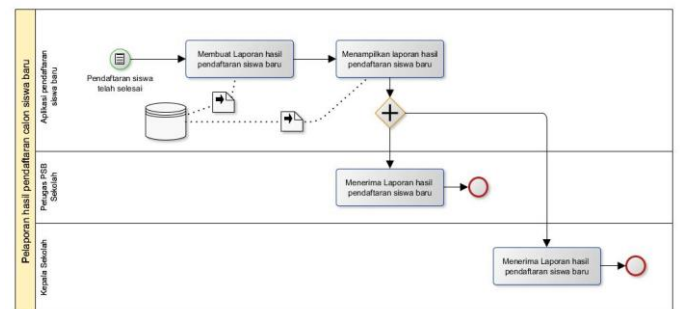 Pelaporan hasil pendaftaran calon siswa baru
Aplikasi pendaftaran
siswa baru
Pendaftaran siswa
telah selesai
Membuat Laporan hasil
pendaftaran siswa baru
Menampilkan laporan hasil
pendaftaran siswa baru
Petugas PSB
Sekolah
Menerima Laporan hasil
pendaftaran siswa baru
Kepala Sekolah
Menerima Laporan hasil
pendaftaran siswa baru